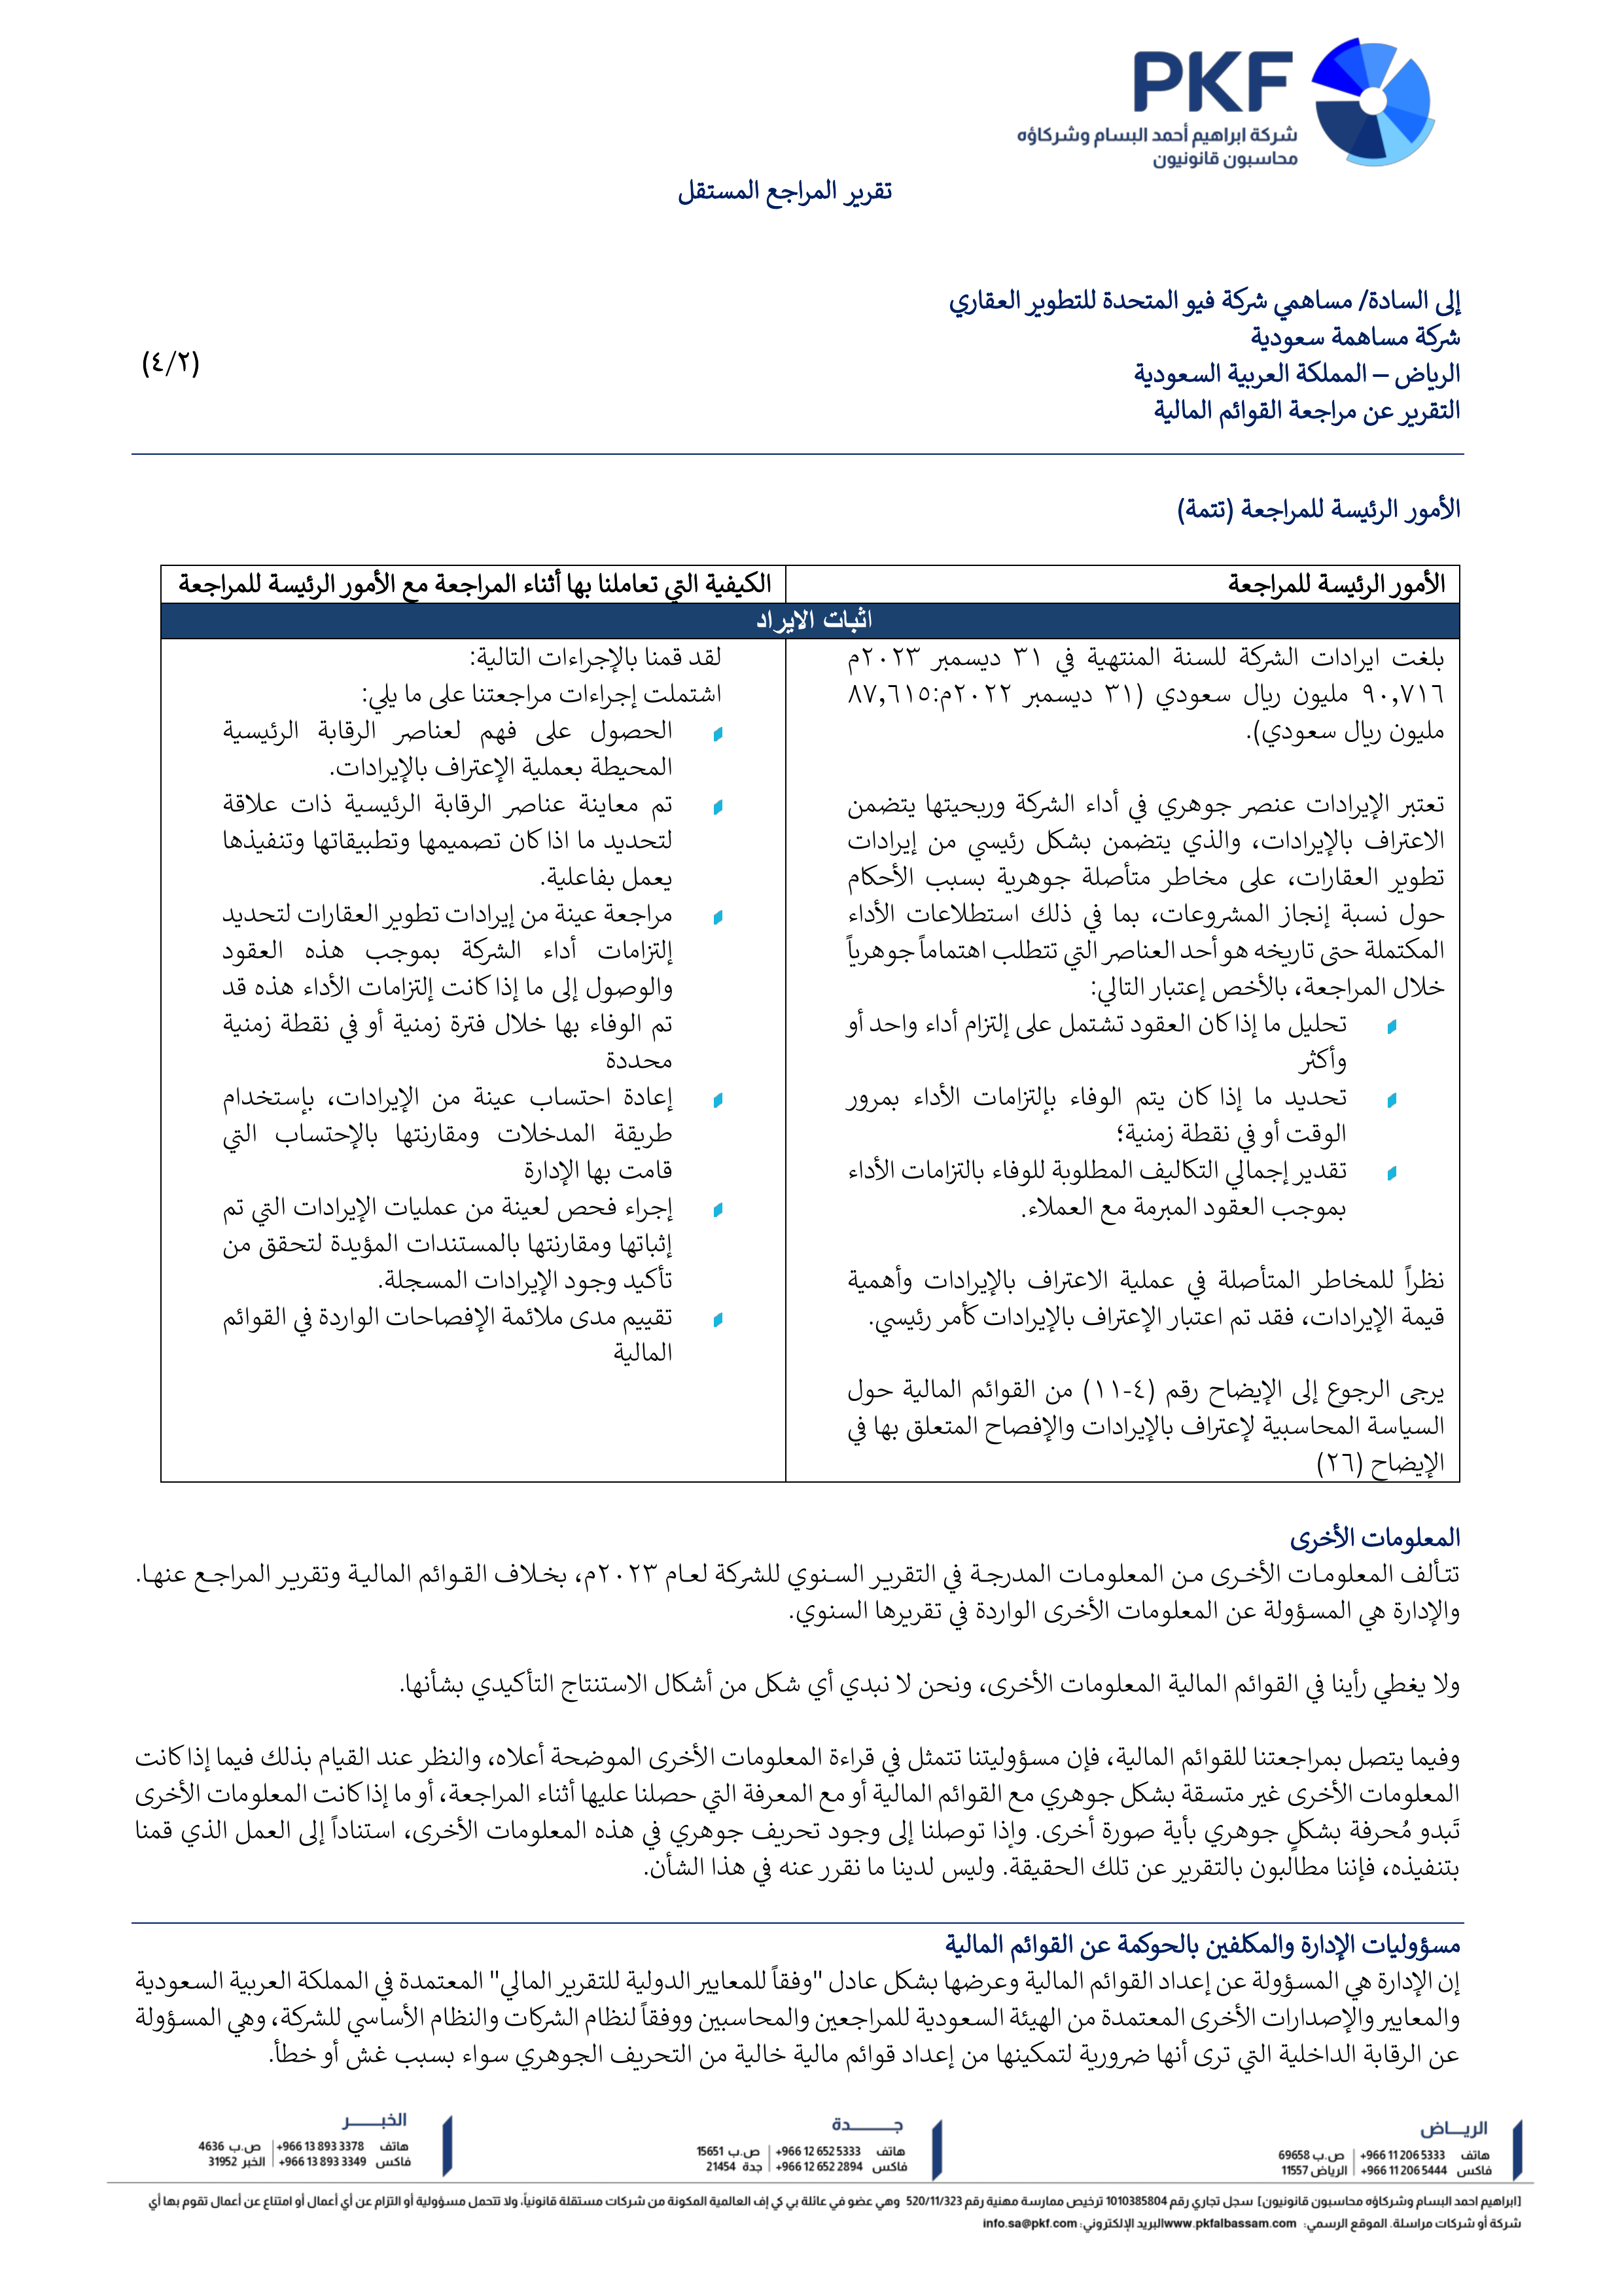 PKF
شركة ابراهيم أحمد البسام وشركاؤه
محاسبون قانونيون
تقرير المراجع المستقل
إلى السادة/ مساهمي شركة فيو المتحدة للتطوير العقاري
شركة مساهمة سعودية
(٤/٢)
الرياض – المملكة العربية السعودية
التقرير عن مراجعة القوائم المالية
الأمور الرئيسة للمراجعة (تتمة)
الأمور الرئيسة للمراجعة
الكيفية التي تعاملنا بها أثناء المراجعة مع الأمور الرئيسة للمراجعة
اثبات الايراد
بلغت ايرادات الشركة للسنة المنتهية في ٣١ ديسمبر ٢٠٢٣م
٩٠,٧١٦ مليون ريال سعودي (٣١ ديسمبر ٢٠٢٢م:٨٧,٦١٥
مليون ريال سعودي).
تعتبر الإيرادات عنصر جوهري في أداء الشركة وربحيتها يتضمن
الاعتراف بالإيرادات، والذي يتضمن بشكل رئيسي من إيرادات
تطوير العقارات، على مخاطر متأصلة جوهرية بسبب الأحكام
حول نسبة إنجاز المشروعات، بما في ذلك استطلاعات الأداء
المكتملة حتى تاريخه هو أحد العناصر التي تتطلب اهتماماً جوهرياً
خلال المراجعة، بالأخص إعتبار التالي:
تحليل ما إذا كان العقود تشتمل على إلتزام أداء واحد أو
وأكثر
تحديد ما إذا كان يتم الوفاء بإلتزامات الأداء بمرور
الوقت أو في نقطة زمنية؛
تقدير إجمالي التكاليف المطلوبة للوفاء بالتزامات الأداء
بموجب العقود المبرمة مع العملاء.
نظراً للمخاطر المتأصلة في عملية الاعتراف بالإيرادات وأهمية
قيمة الإيرادات، فقد تم اعتبار الإعتراف بالإيرادات كأمر رئيسي.
يرجى الرجوع إلى الإيضاح رقم (٤-١١) من القوائم المالية حول
السياسة المحاسبية لإعتراف بالإيرادات والإفصاح المتعلق بها في
الإيضاح (٢٦)
لقد قمنا بالإجراءات التالية:
اشتملت إجراءات مراجعتنا على ما يلي:
الحصول على فهم لعناصر الرقابة الرئيسية
المحيطة بعملية الإعتراف بالإيرادات.
تم معاينة عناصر الرقابة الرئيسية ذات علاقة
لتحديد ما اذا كان تصميمها وتطبيقاتها وتنفيذها
يعمل بفاعلية.
مراجعة عينة من إيرادات تطوير العقارات لتحديد
إلتزامات أداء الشركة بموجب هذه العقود
والوصول إلى ما إذا كانت إلتزامات الأداء هذه قد
تم الوفاء بها خلال فترة زمنية أو في نقطة زمنية
محددة
إعادة احتساب عينة من الإيرادات، بإستخدام
طريقة المدخلات ومقارنتها بالإحتساب التي
قامت بها الإدارة
إجراء فحص لعينة من عمليات الإيرادات التي تم
إثباتها ومقارنتها بالمستندات المؤيدة لتحقق من
تأكيد وجود الإيرادات المسجلة.
تقييم مدى ملائمة الإفصاحات الواردة في القوائم
المالية
المعلومات الأخرى
تتألف المعلومات الأخرى من المعلومات المدرجة في التقرير السنوي للشركة لعام ٢٠٢٣م، بخلاف القوائم المالية وتقرير المراجع عنها.
والإدارة هي المسؤولة عن المعلومات الأخرى الواردة في تقريرها السنوي.
ولا يغطي رأينا في القوائم المالية المعلومات الأخرى، ونحن لا نبدي أي شكل من أشكال الاستنتاج التأكيدي بشأنها.
وفيما يتصل بمراجعتنا للقوائم المالية، فإن مسؤوليتنا تتمثل في قراءة المعلومات الأخرى الموضحة أعلاه، والنظر عند القيام بذلك فيما إذا كانت
المعلومات الأخرى غير متسقة بشكل جوهري مع القوائم المالية أو مع المعرفة التي حصلنا عليها أثناء المراجعة، أو ما إذا كانت المعلومات الأخرى
تَبدو مُحرفة بشكلٍ جوهري بأية صورة أخرى. وإذا توصلنا إلى وجود تحريف جوهري في هذه المعلومات الأخرى، استناداً إلى العمل الذي قمنا
بتنفيذه، فإننا مطالبون بالتقرير عن تلك الحقيقة. وليس لدينا ما نقرر عنه في هذا الشأن.
مسؤوليات الإدارة والمكلفين بالحوكمة عن القوائم المالية
إن الإدارة هي المسؤولة عن إعداد القوائم المالية وعرضها بشكل عادل "وفقاً للمعايير الدولية للتقرير المالي" المعتمدة في المملكة العربية السعودية
والمعايير والإصدارات الأخرى المعتمدة من الهيئة السعودية للمراجعين والمحاسبين ووفقاً لنظام الشركات والنظام الأساسي للشركة، وهي المسؤولة
عن الرقابة الداخلية التي ترى أنها ضرورية لتمكينها من إعداد قوائم مالية خالية من التحريف الجوهري سواء بسبب غش أو خطأ.
الريـــاض
هاتف +966 11 206 5333 ص.ب 69658
فاكس +966 11 206 5444 الرياض 11557
جـــــدة
هاتف +966 12 652 5333 ص.ب 15651
فاكس +966 12 652 2894 جدة 21454
الخبـــــر
هاتف +966 13 893 3378 ص.ب 4636
فاكس +966 13 893 3349 الخبر 31952
[ابراهيم احمد البسام وشركاؤه محاسبون قانونيون] سجل تجاري رقم 1010385804 ترخيص ممارسة مهنية رقم 520/11/323 وهي عضو في عائلة بي كي إف العالمية المكونة من شركات مستقلة قانونياً، ولا تتحمل مسؤولية أو التزام عن أي أعمال أو امتناع عن أعمال تقوم بها أي
شركة أو شركات مراسلة. الموقع الرسمي: www.pkfalbassam.comالبريد الإلكتروني: info.sa@pkf.com